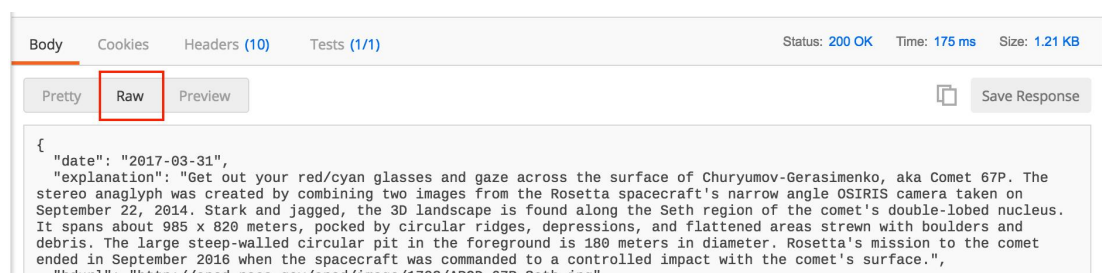 Body Cookies Headers (10) Tests (1/1) Status: 200 OK Time: 175 ms Size: 1.21 KB
Pretty Raw Preview Save Response
{
"date": "2017-03-31",
"explanation": "Get out your red/cyan glasses and gaze across the surface of Churyumov-Gerasimenko, aka Comet 67P. The
stereo anaglyph was created by combining two images from the Rosetta spacecraft's narrow angle OSIRIS camera taken on
September 22, 2014. Stark and jagged, the 3D landscape is found along the Seth region of the comet's double-lobed nucleus.
It spans about 985 x 820 meters, pocked by circular ridges, depressions, and flattened areas strewn with boulders and
debris. The large steep-walled circular pit in the foreground is 180 meters in diameter. Rosetta's mission to the comet
ended in September 2016 when the spacecraft was commanded to a controlled impact with the comet's surface.",